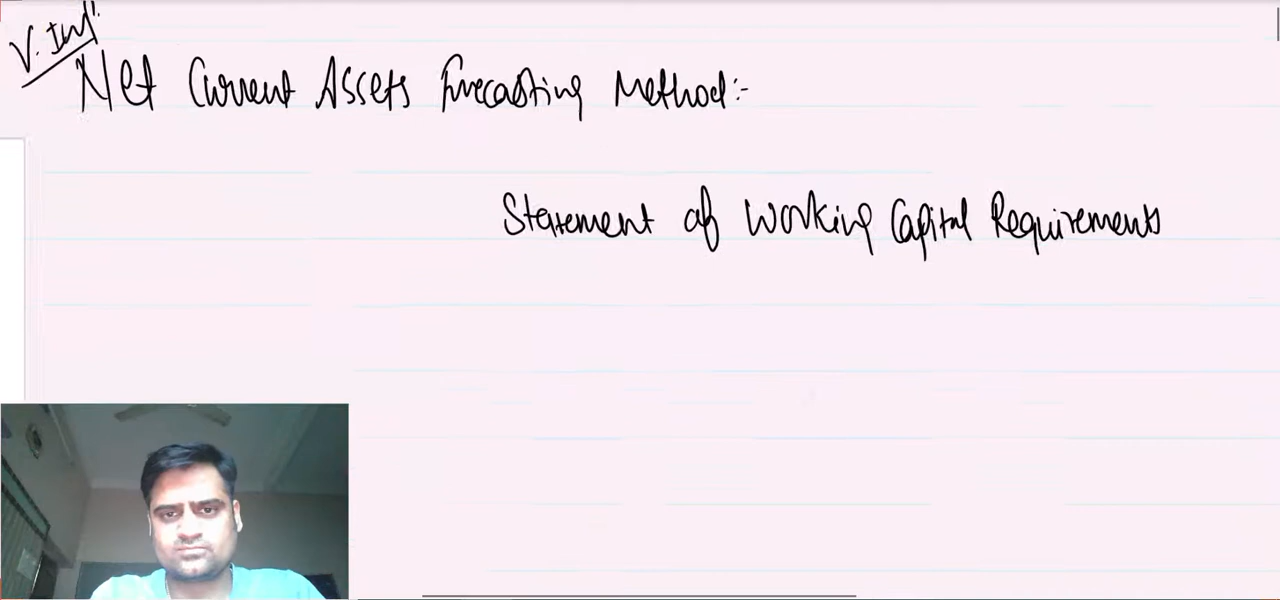 V. Imp.
Net Current Assets Forecasting Method:-
Statement of Working Capital Requirements